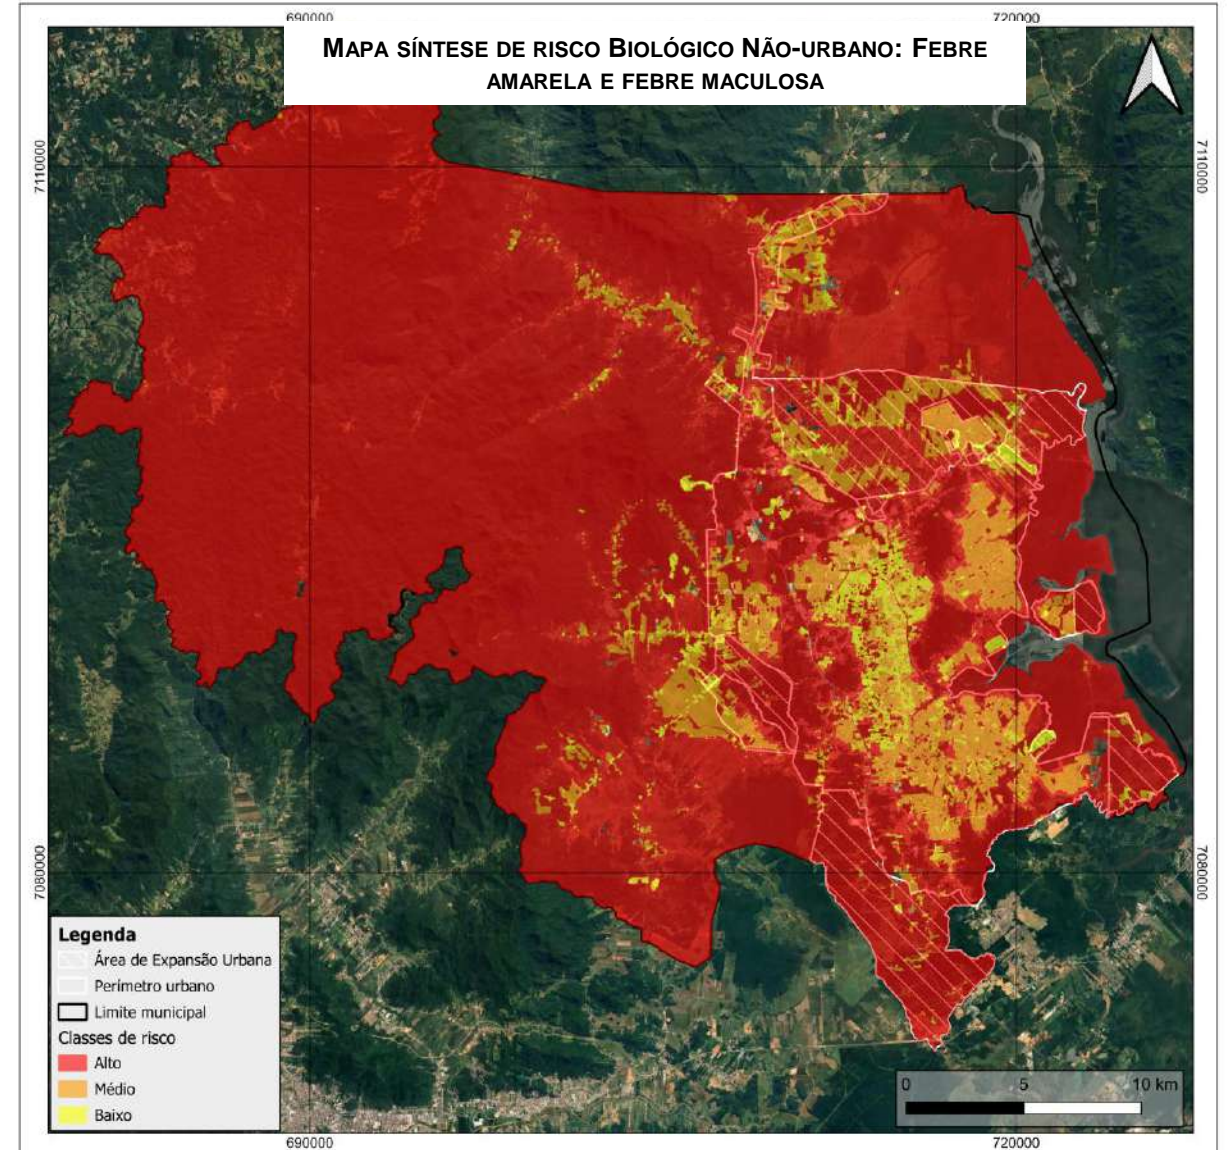 690000
720000
MAPA SÍNTESE DE RISCO BIOLÓGICO NÃO-URBANO: FEBRE
AMARELA E FEBRE MACULOSA
7110000
7110000
7080000
7080000
Legenda
Área de Expansão Urbana
Perímetro urbano
Limite municipal
Classes de risco
Alto
Médio
Baixo
0 5 10 km
690000
720000